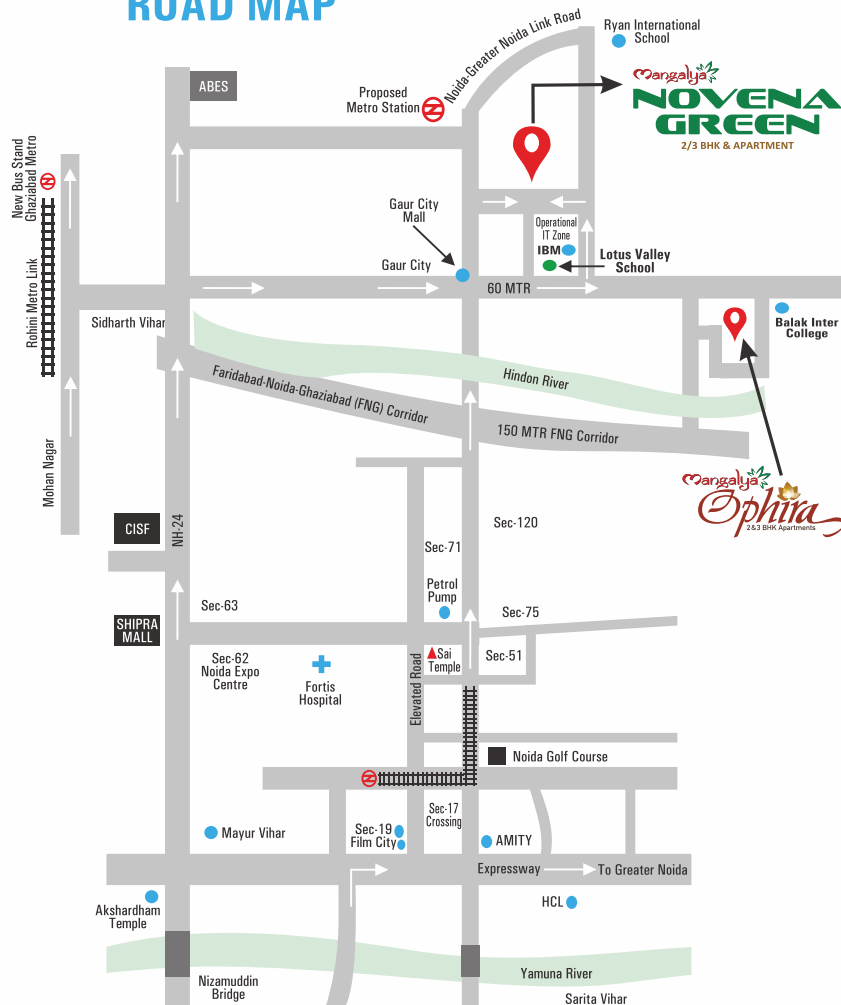 ROAD MAP
Noida-Greater Noida Link Road
Ryan International
School
ABES
Proposed
Metro Station
Mangalya
NOVENA
GREEN
2/3 BHK & APARTMENT
New Bus Stand
Ghaziabad Metro
Gaur City
Mall
Operational
IT Zone
IBM
Lotus Valley
School
Gaur City
60 MTR
Rohini Metro Link
Sidharth Vihar
Balak Inter
College
Hindon River
Faridabad-Noida-Ghaziabad (FNG) Corridor
150 MTR FNG Corridor
Mohan Nagar
Mangalya
Ophira
2&3 BHK Apartments
CISF
NH-24
Sec-120
Sec-71
Petrol
Pump
Sec-63
Sec-75
SHIPRA
MALL
Sec-62
Noida Expo
Centre
Fortis
Hospital
Elevated Road
Sai
Temple
Sec-51
Noida Golf Course
Sec-17
Crossing
Mayur Vihar
Sec-19
Film City
AMITY
Expressway
To Greater Noida
Akshardham
Temple
HCL
Nizamuddin
Bridge
Yamuna River
Sarita Vihar